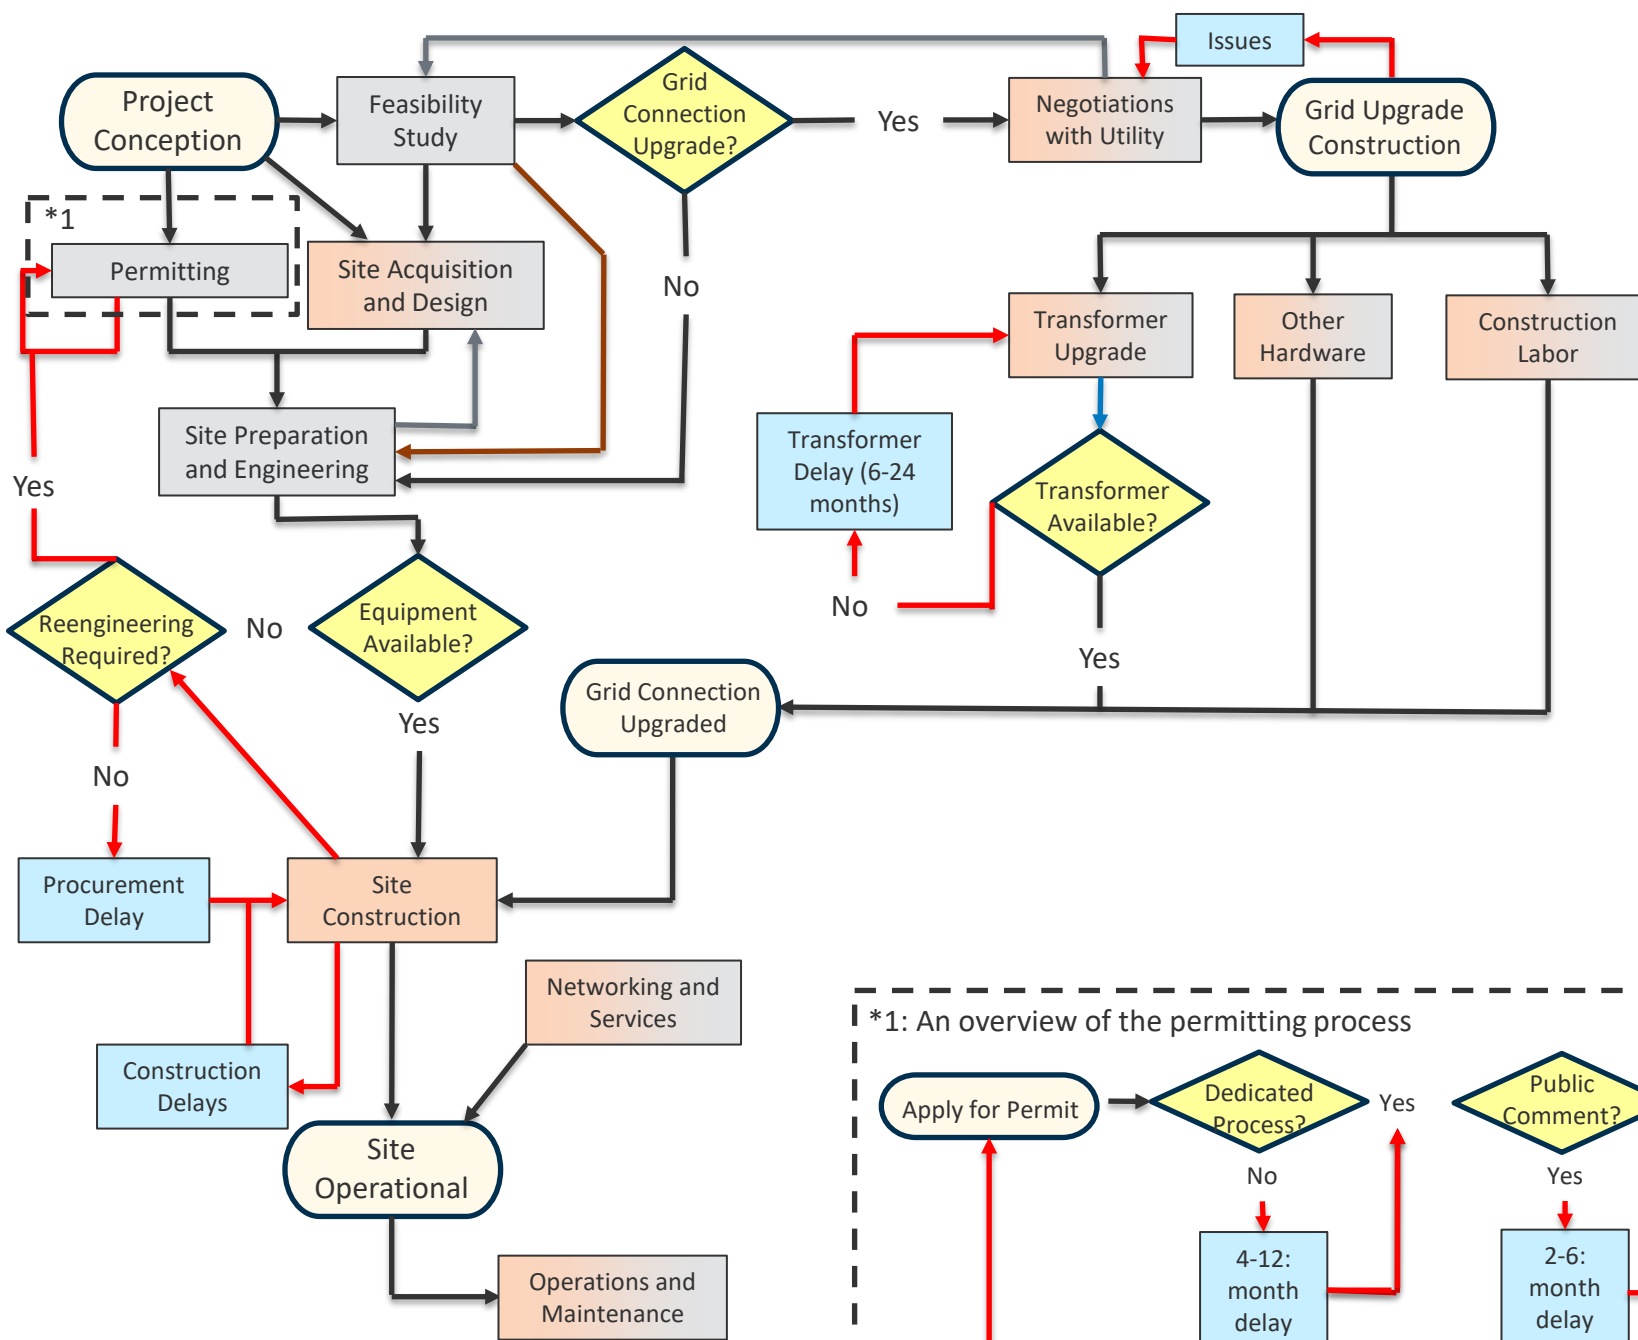 Issues
Project
Conception
Feasibility
Study
Grid
Connection
Upgrade?
Yes
Negotiations
with Utility
Grid Upgrade
Construction
*1
Permitting
Site Acquisition
and Design
No
Transformer
Upgrade
Other
Hardware
Construction
Labor
Site Preparation
and Engineering
Transformer
Delay (6-24
months)
Transformer
Available?
Yes
No
Reengineering
Required?
No
Equipment
Available?
Yes
Grid Connection
Upgraded
Yes
No
Procurement
Delay
Site
Construction
Networking and
Services
Construction
Delays
Site
Operational
Operations and
Maintenance
*1: An overview of the permitting process
Apply for Permit
Dedicated
Process?
Yes
Public
Comment?
No
Yes
4-12:
month
delay
2-6:
month
delay